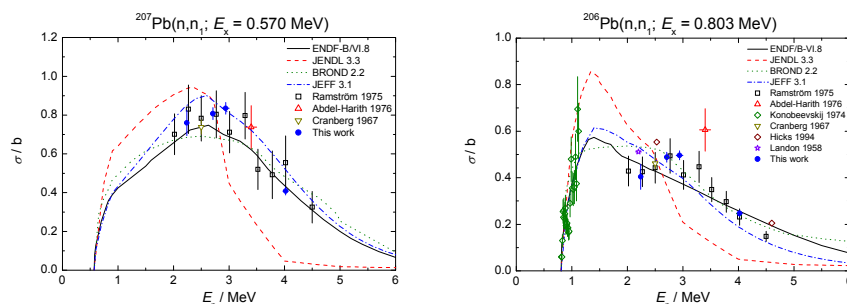 ²⁰⁷Pb(n,n₁; Eₓ = 0.570 MeV)
σ / b
1.2
1.0
0.8
0.6
0.4
0.2
0.0
0 1 2 3 4 5 6
/ MeV
ENDF-B/VI.8
JENDL 3.3
BROND 2.2
JEFF 3.1
Ramström 1975
Abdel-Harith 1976
Cranberg 1967
This work
²⁰⁶Pb(n,n₁; Eₓ = 0.803 MeV)
σ / b
1.0
0.8
0.6
0.4
0.2
0.0
0 1 2 3 4 5 6
/ MeV
ENDF/B-VI.8
JENDL 3.3
BROND 2.2
JEFF 3.1
Ramström 1975
Abdel-Harith 1976
Konobeevskij 1974
Cranberg 1967
Hicks 1994
Landon 1958
This work